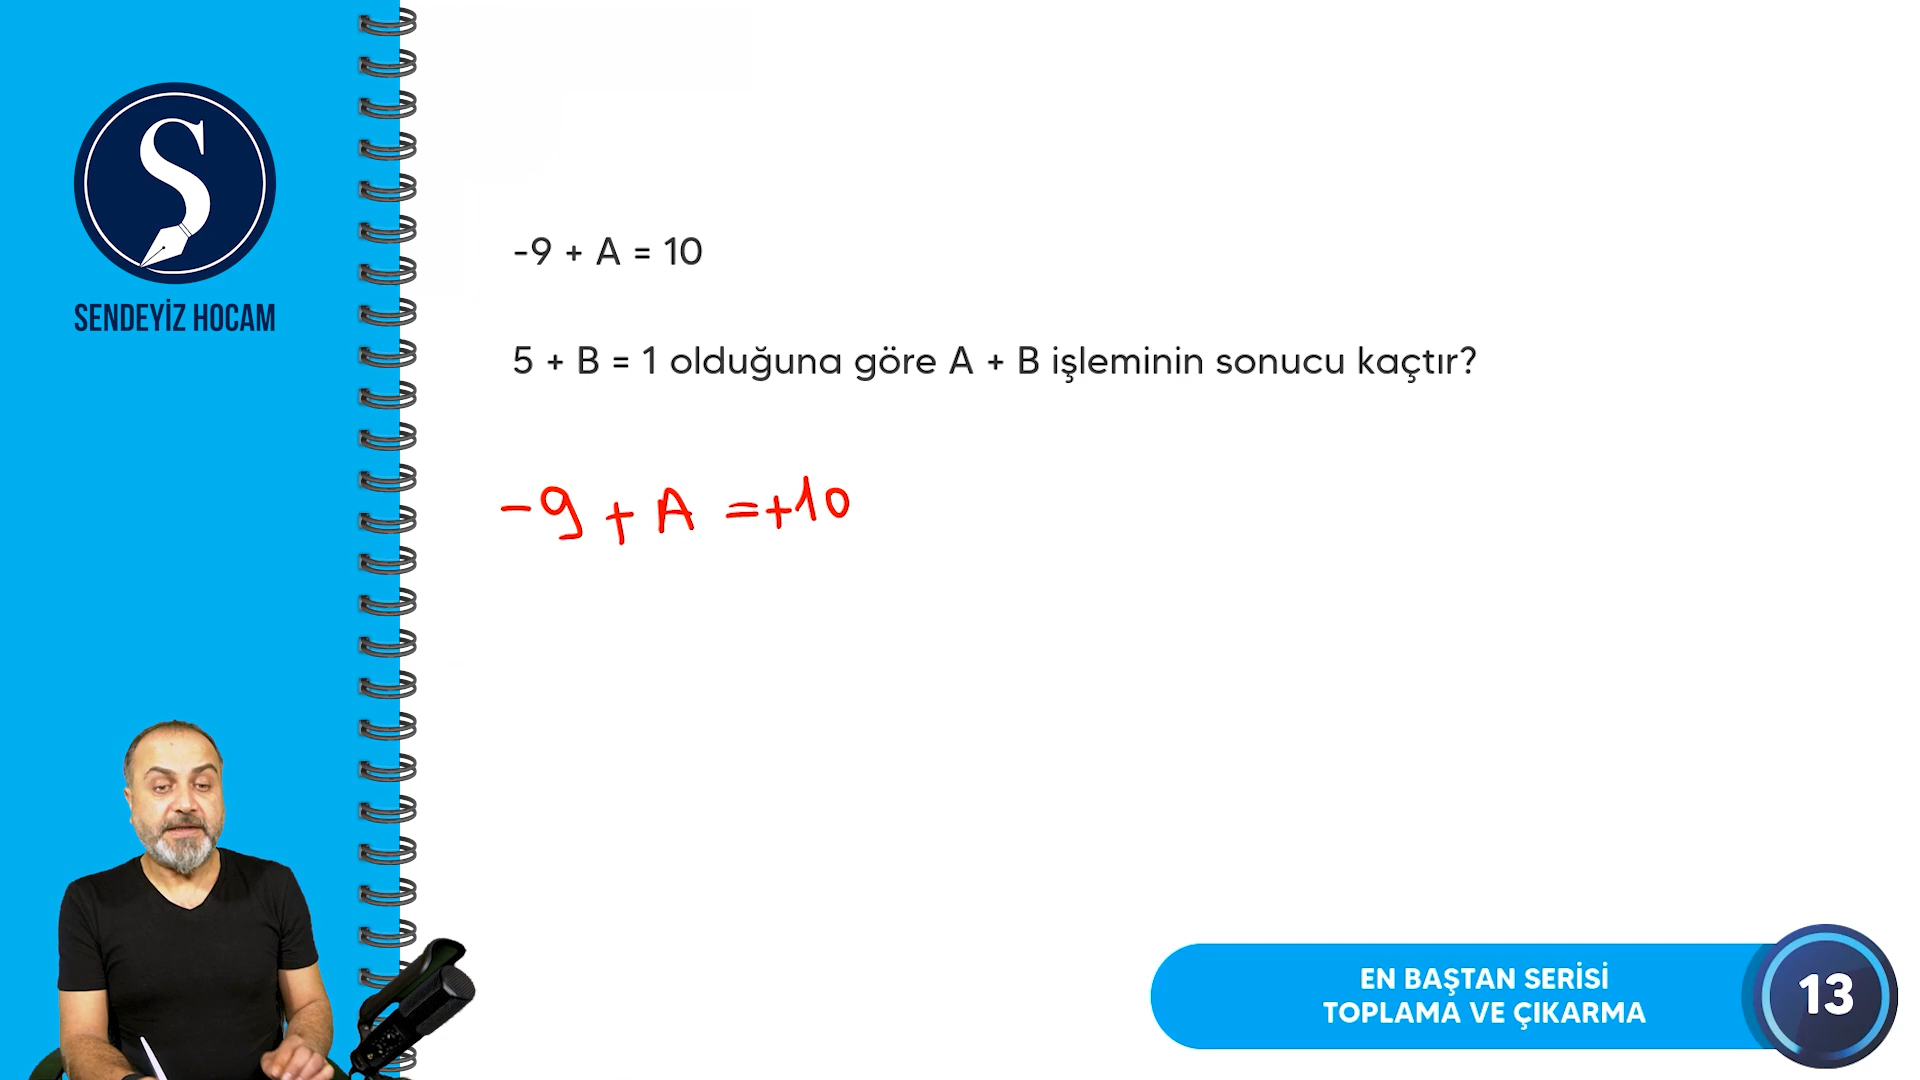 SENDEYİZ HOCAM
-9 + A = 10
5 + B = 1 olduğuna göre A + B işleminin sonucu kaçtır?
-9 + A = +10
EN BAŞTAN SERİSİ
TOPLAMA VE ÇIKARMA
13